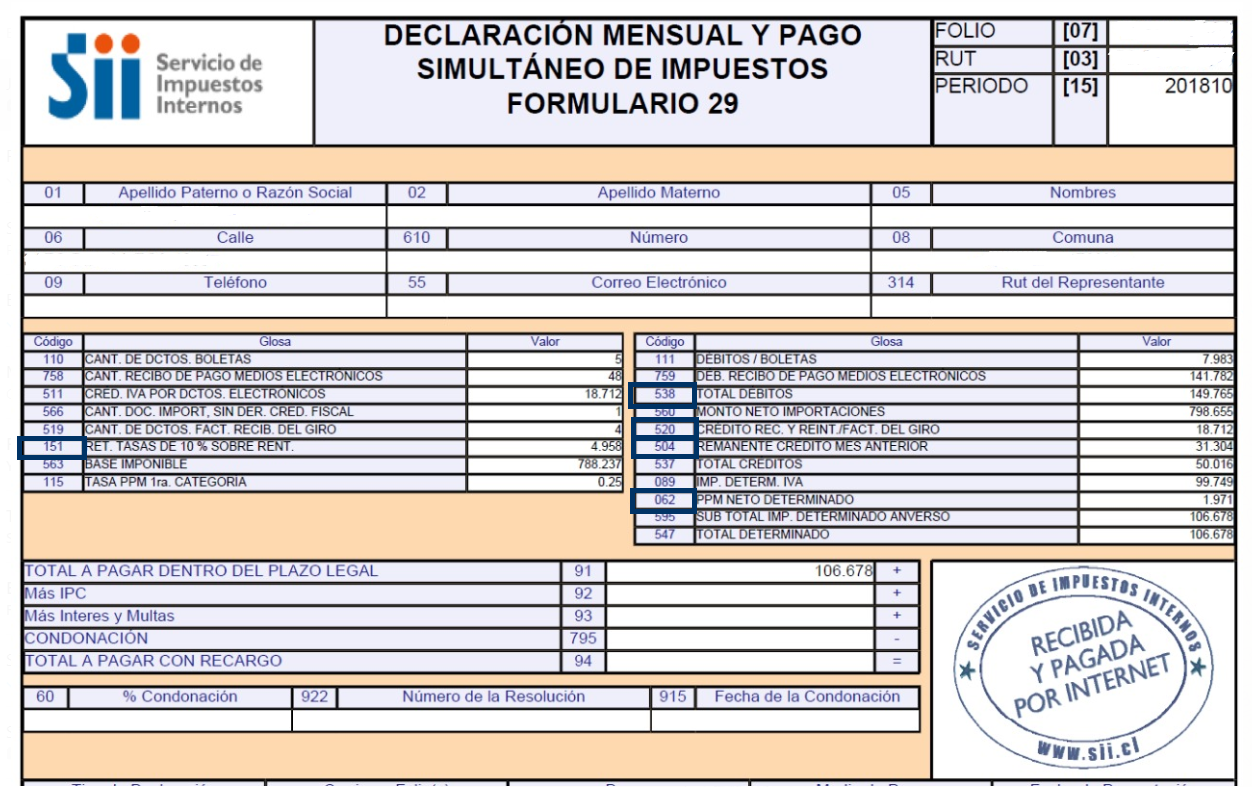 sii Servicio de
Impuestos
Internos
DECLARACIÓN MENSUAL Y PAGO
SIMULTÁNEO DE IMPUESTOS
FORMULARIO 29
FOLIO [07]
RUT [03]
PERIODO [15] 201810
01 Apellido Paterno o Razón Social 02 Apellido Materno 05 Nombres
06 Calle 610 Número 08 Comuna
09 Teléfono 55 Correo Electrónico 314 Rut del Representante
Código Glosa Valor
110 CANT. DE DCTOS. BOLETAS 5
758 CANT. RECIBO DE PAGO MEDIOS ELECTRÓNICOS 48
511 CRÉD. IVA POR DCTOS. ELECTRONICOS 18.712
566 CANT. DOC. IMPORT, SIN DER. CRED. FISCAL 1
519 CANT. DE DCTOS. FACT. RECIB. DEL GIRO 4
151 RET. TASAS DE 10 % SOBRE RENT. 4.958
563 BASE IMPONIBLE 788.237
115 TASA PPM 1ra. CATEGORÍA 0.25
Código Glosa Valor
111 DÉBITOS / BOLETAS 7.983
759 DEB. RECIBO DE PAGO MEDIOS ELECTRÓNICOS 141.782
538 TOTAL DÉBITOS 149.765
560 MONTO NETO IMPORTACIONES 798.655
520 CRÉDITO REC. Y REINT./FACT. DEL GIRO 18.712
504 REMANENTE CREDITO MES ANTERIOR 31.304
537 TOTAL CRÉDITOS 50.016
089 IMP. DETERM. IVA 99.749
062 PPM NETO DETERMINADO 1.971
595 SUB TOTAL IMP. DETERMINADO ANVERSO 106.678
547 TOTAL DETERMINADO 106.678
TOTAL A PAGAR DENTRO DEL PLAZO LEGAL 91 106.678 +
Más IPC 92 +
Más Interes y Multas 93 +
CONDONACIÓN 795 -
TOTAL A PAGAR CON RECARGO 94 =
60 % Condonación 922 Número de la Resolución 915 Fecha de la Condonación
SERVICIO DE IMPUESTOS INTERNOS
RECIBIDA
Y PAGADA
POR INTERNET
www.sii.cl